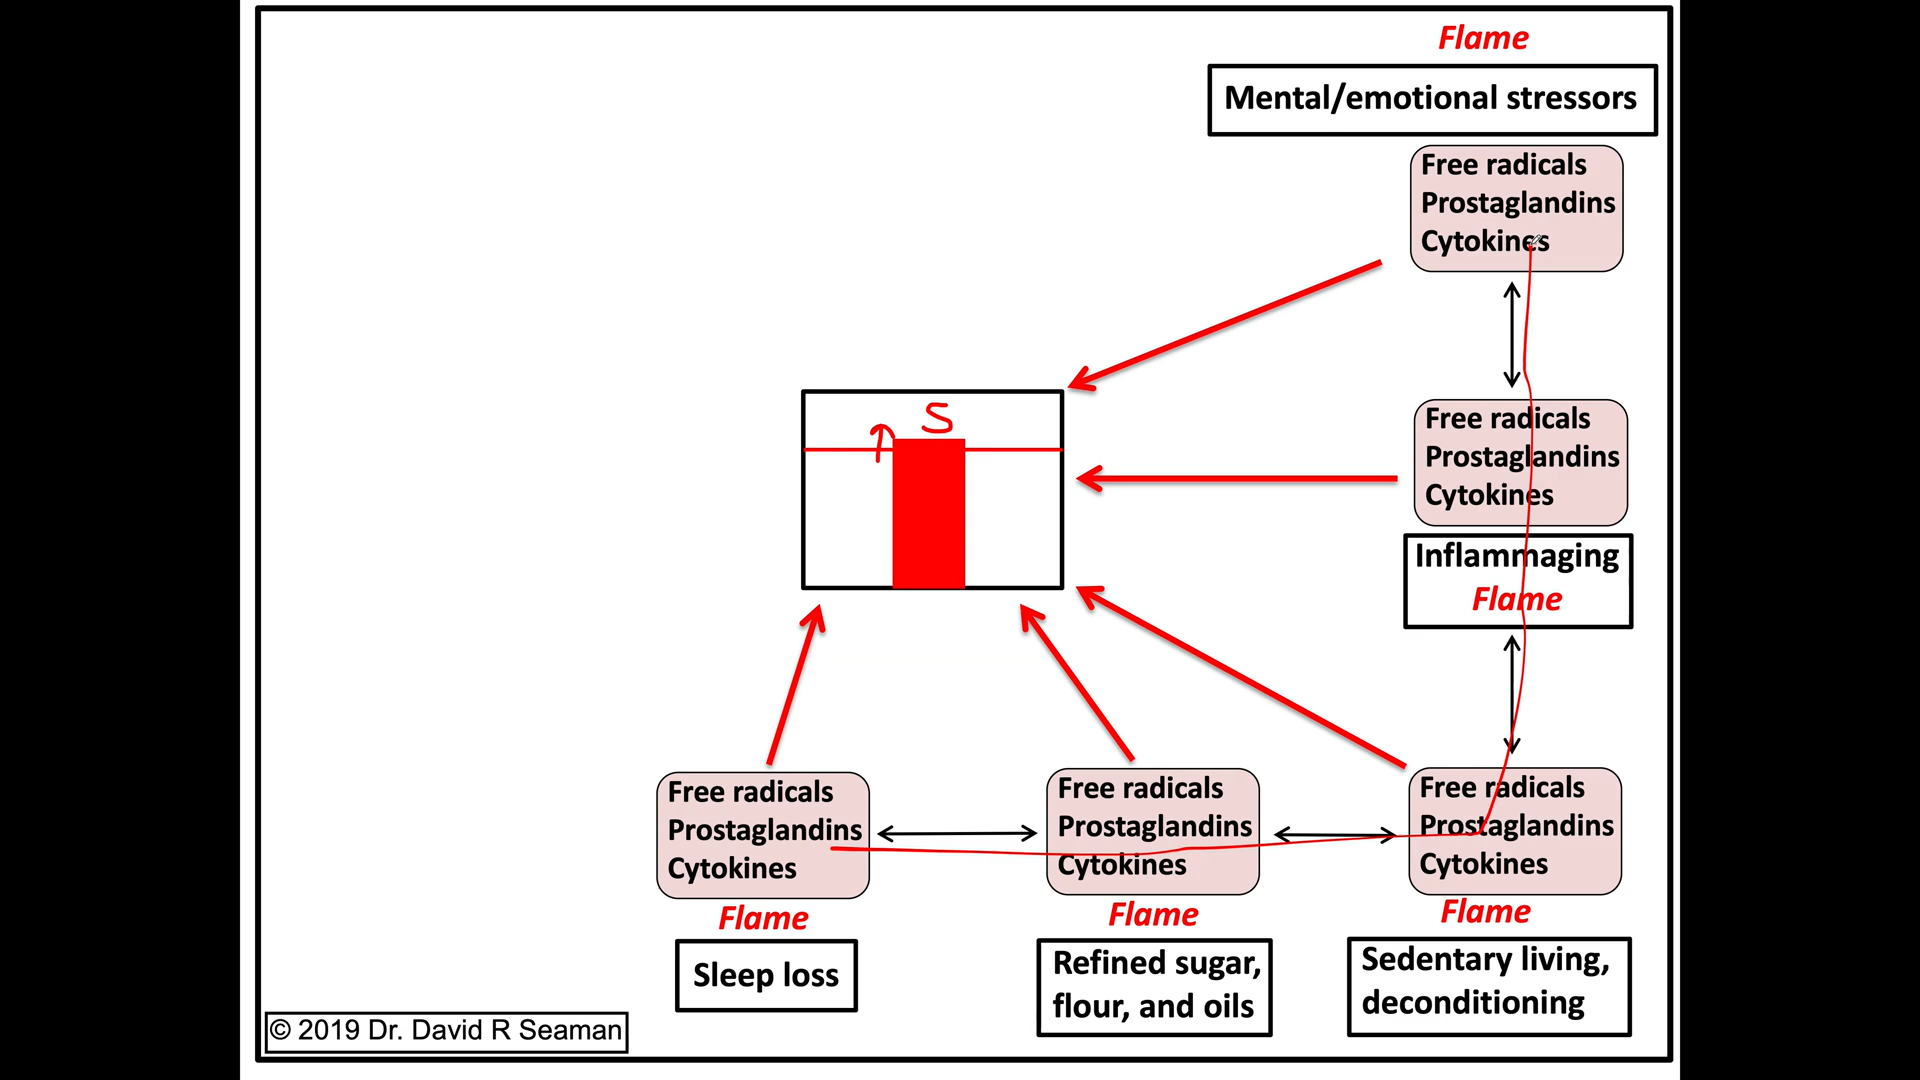 Flame
Mental/emotional stressors
Free radicals
Prostaglandins
Cytokines
S
Free radicals
Prostaglandins
Cytokines
Inflammaging
Flame
Free radicals
Prostaglandins
Cytokines
Flame
Sleep loss
Free radicals
Prostaglandins
Cytokines
Flame
Refined sugar,
flour, and oils
Free radicals
Prostaglandins
Cytokines
Flame
Sedentary living,
deconditioning
© 2019 Dr. David R Seaman